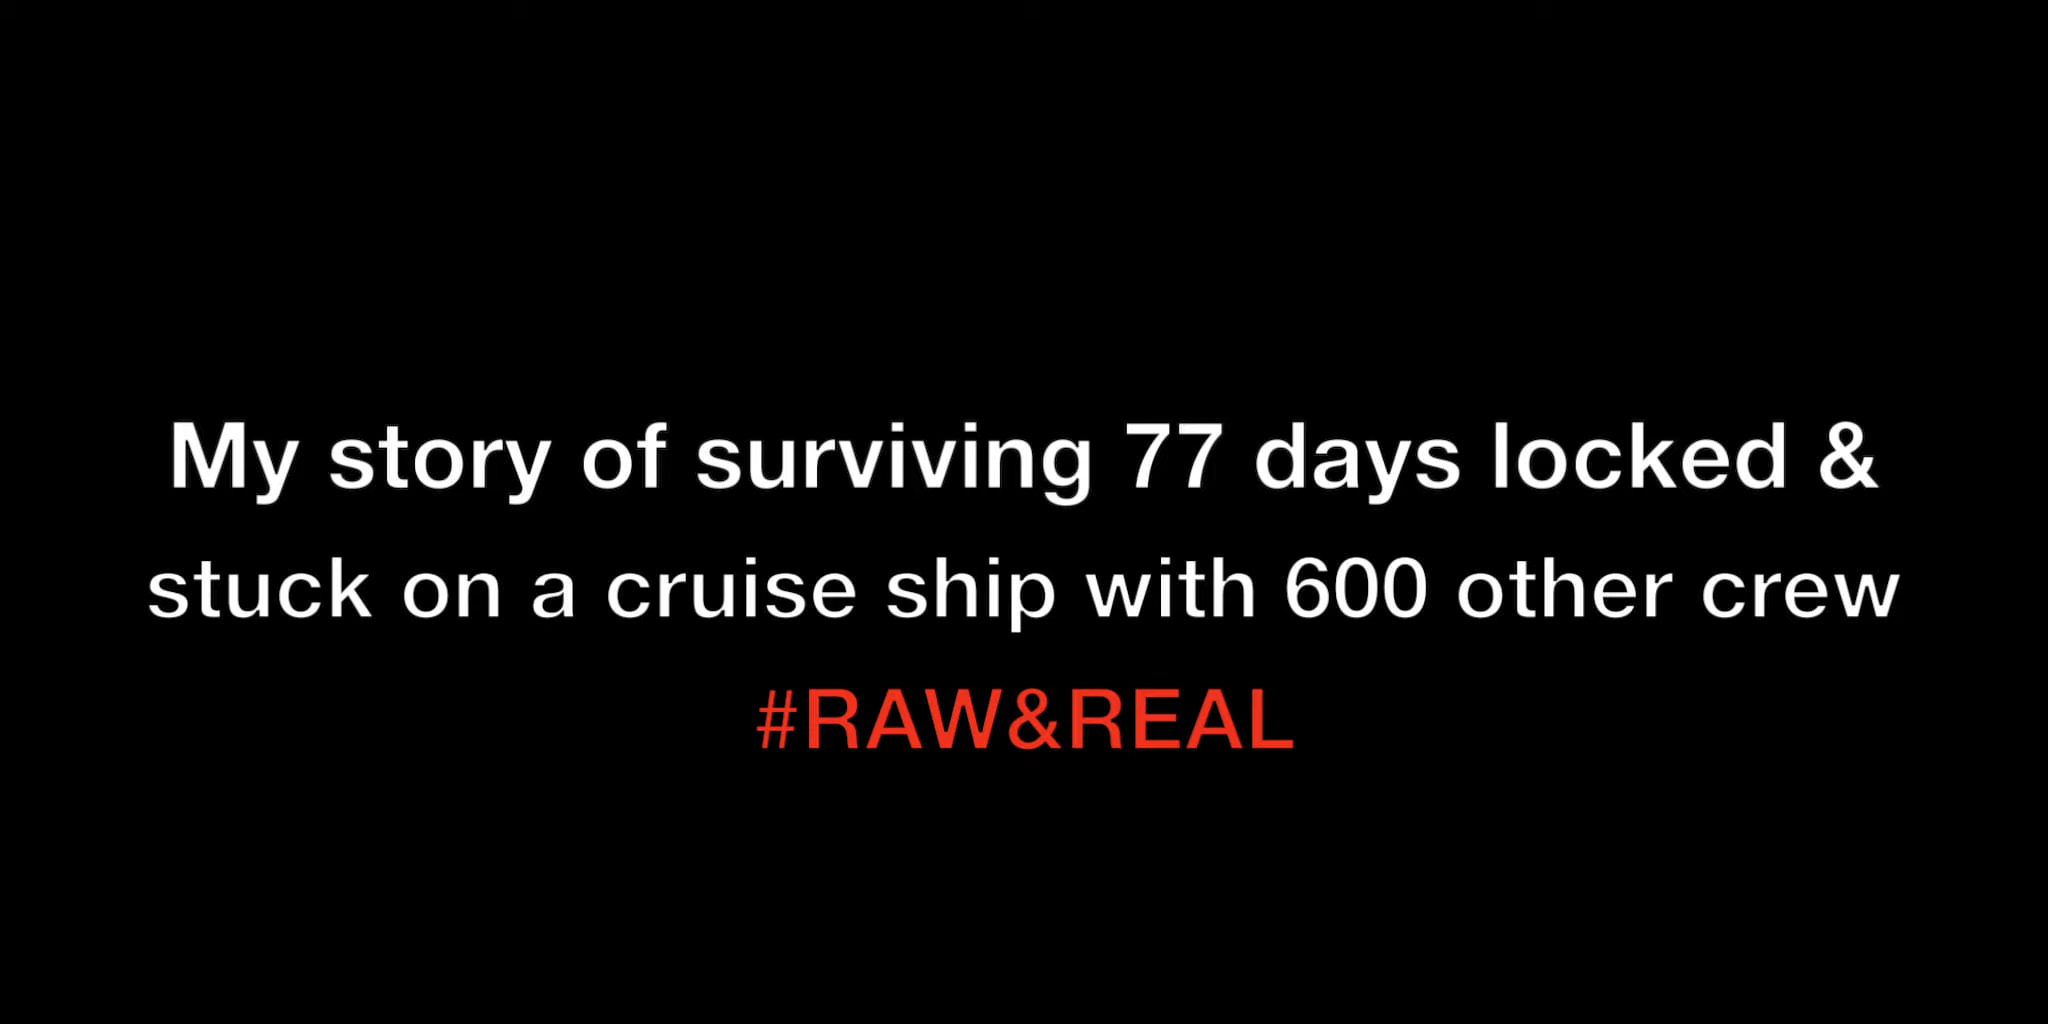 My story of surviving 77 days locked &
stuck on a cruise ship with 600 other crew
#RAW&REAL